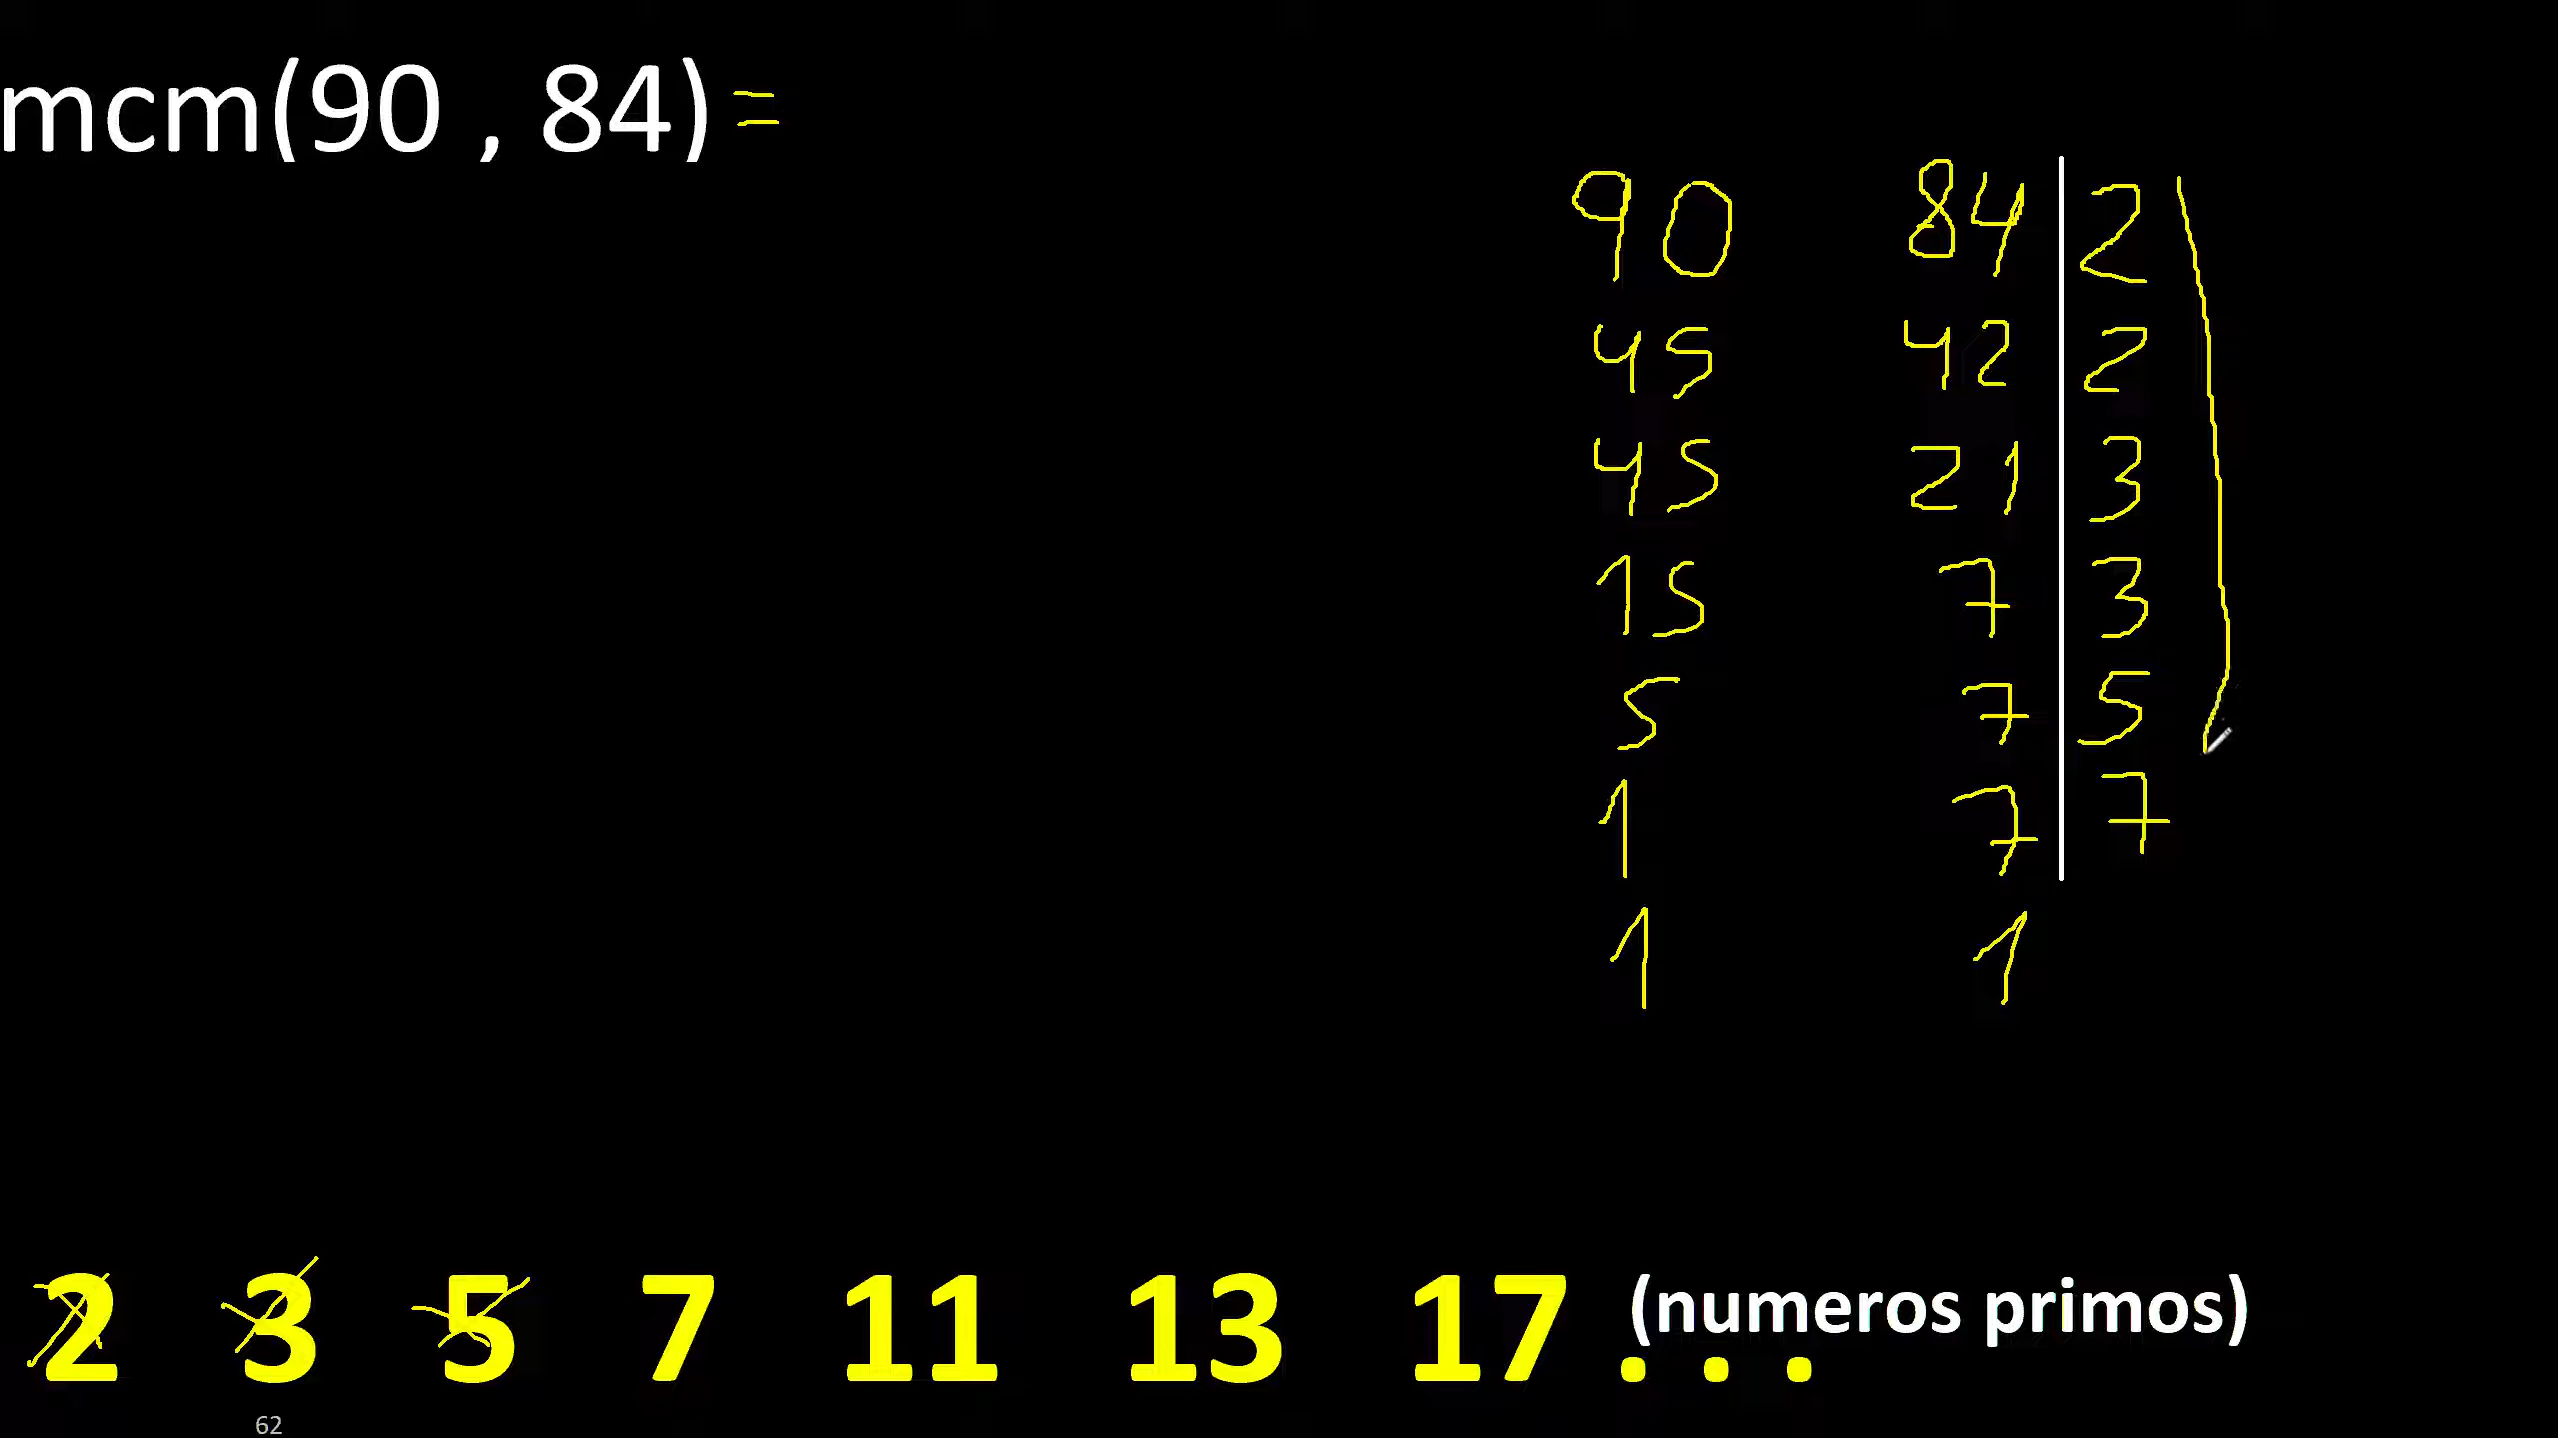 mcm(90 , 84)=
90 84 2
45 42 2
45 21 3
15 7 3
5 7 5
1 7 7
1 1
2 3 5 7 11 13 17 ... (numeros primos)
62